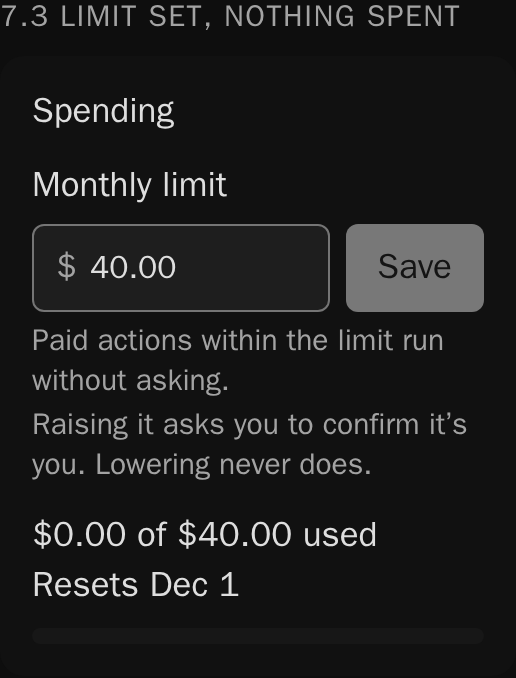 7.3 LIMIT SET, NOTHING SPENT
Spending
Monthly limit
$ 40.00
Save
Paid actions within the limit run
without asking.
Raising it asks you to confirm it’s
you. Lowering never does.
$0.00 of $40.00 used
Resets Dec 1